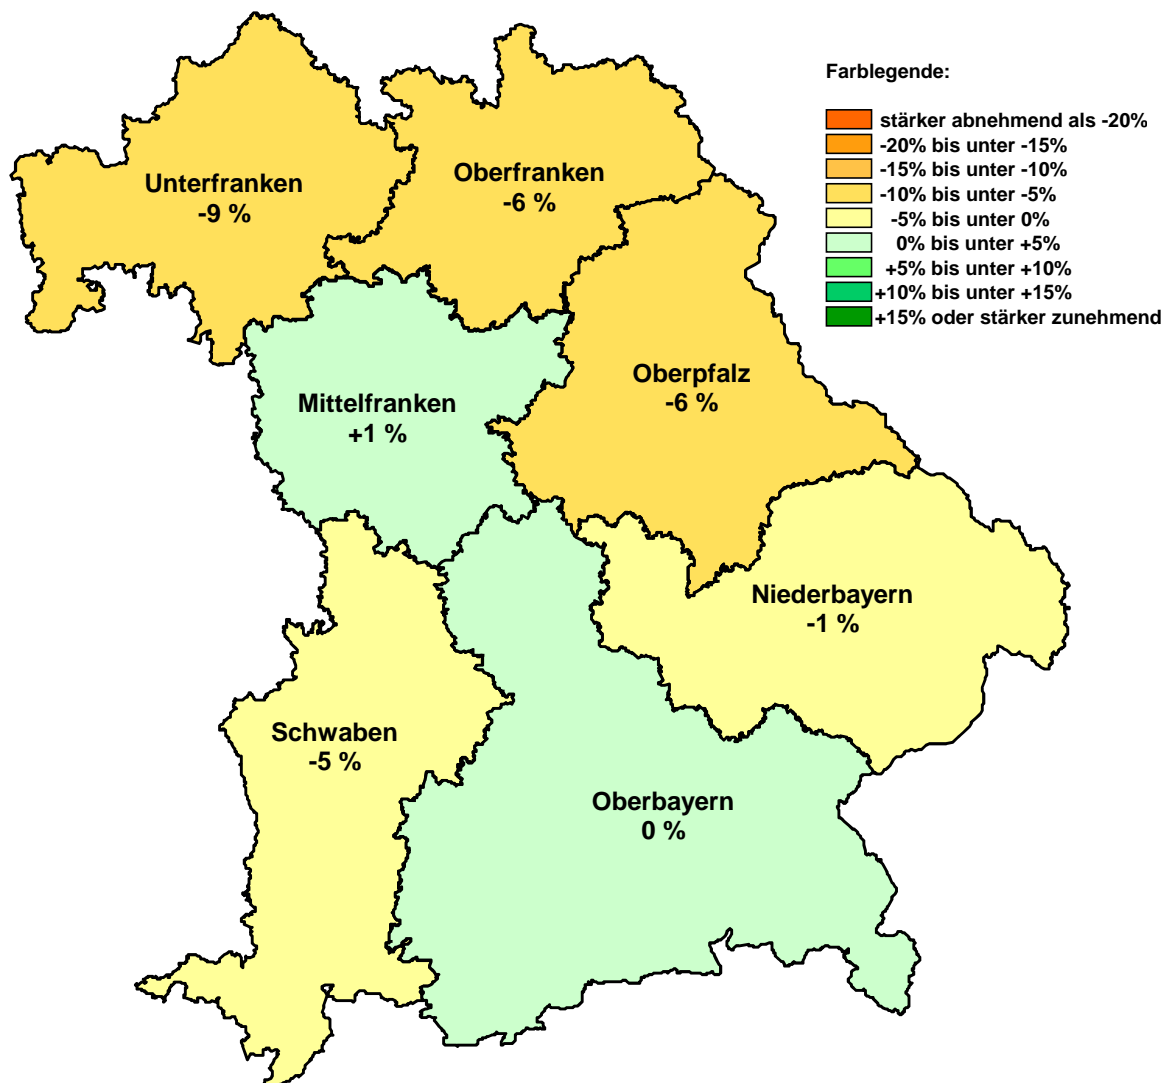 Farblegende:
stärker abnehmend als -20%
-20% bis unter -15%
-15% bis unter -10%
-10% bis unter -5%
-5% bis unter 0%
0% bis unter +5%
+5% bis unter +10%
+10% bis unter +15%
+15% oder stärker zunehmend
Unterfranken
-9 %
Oberfranken
-6 %
Oberpfalz
-6 %
Mittelfranken
+1 %
Niederbayern
-1 %
Schwaben
-5 %
Oberbayern
0 %